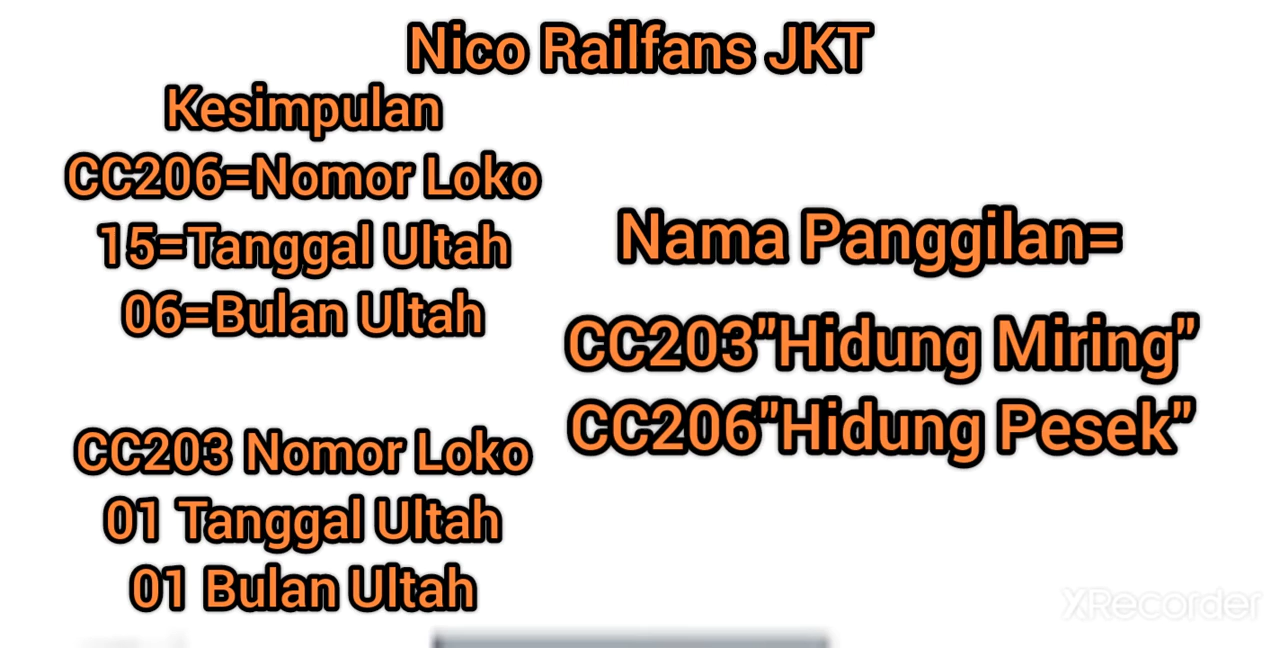 Nico Railfans JKT
Kesimpulan
CC206=Nomor Loko
15=Tanggal Ultah
06=Bulan Ultah
CC203 Nomor Loko
01 Tanggal Ultah
01 Bulan Ultah
Nama Panggilan=
CC203"Hidung Miring"
CC206"Hidung Pesek"
XRecorder